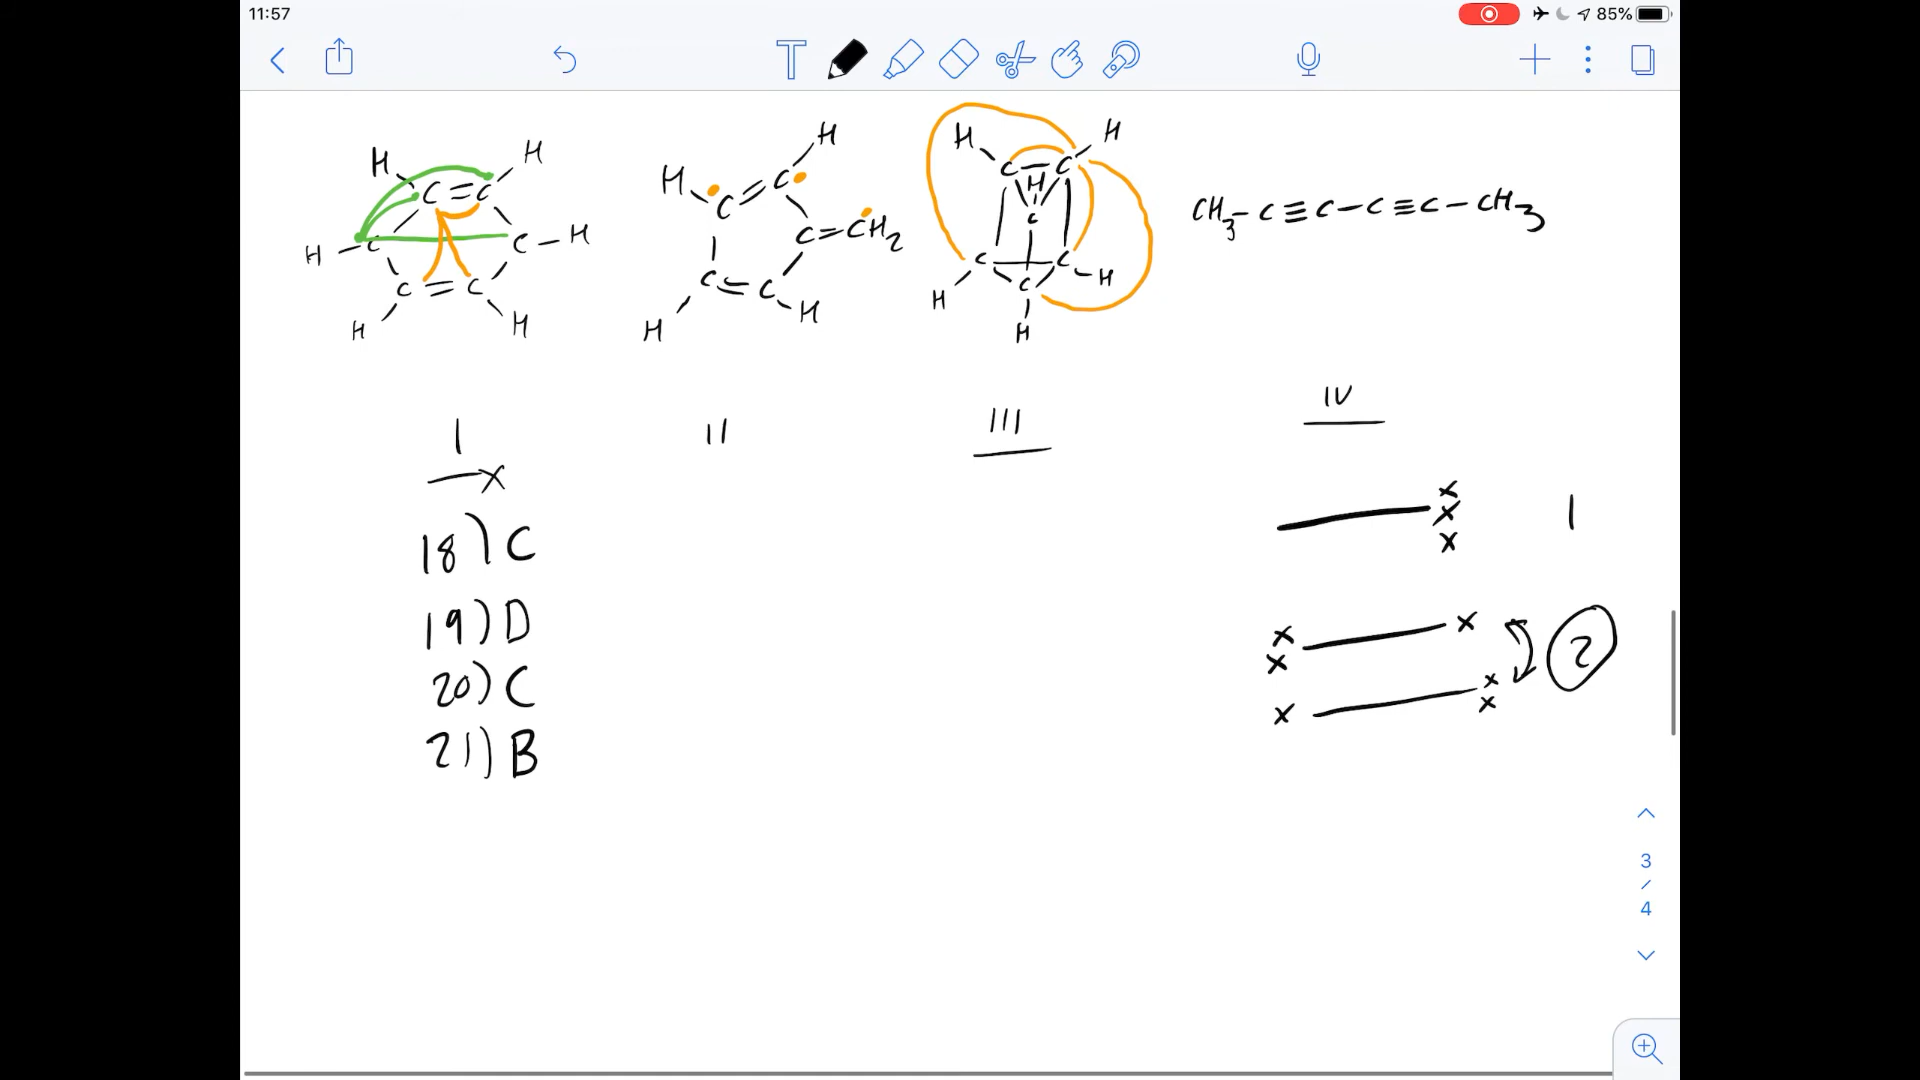 11:57
85%
T
H H H H
H C = C C = C C = C H CH3 - C ≡ C - C ≡ C - CH3
H - C C - H C = CH2 C
C = C C = C C C
H H H H H C H
H
I II III IV
x
x
x
x
1
18) C
19) D
x x
x
2
20) C
x
x x
21) B
3
/
4